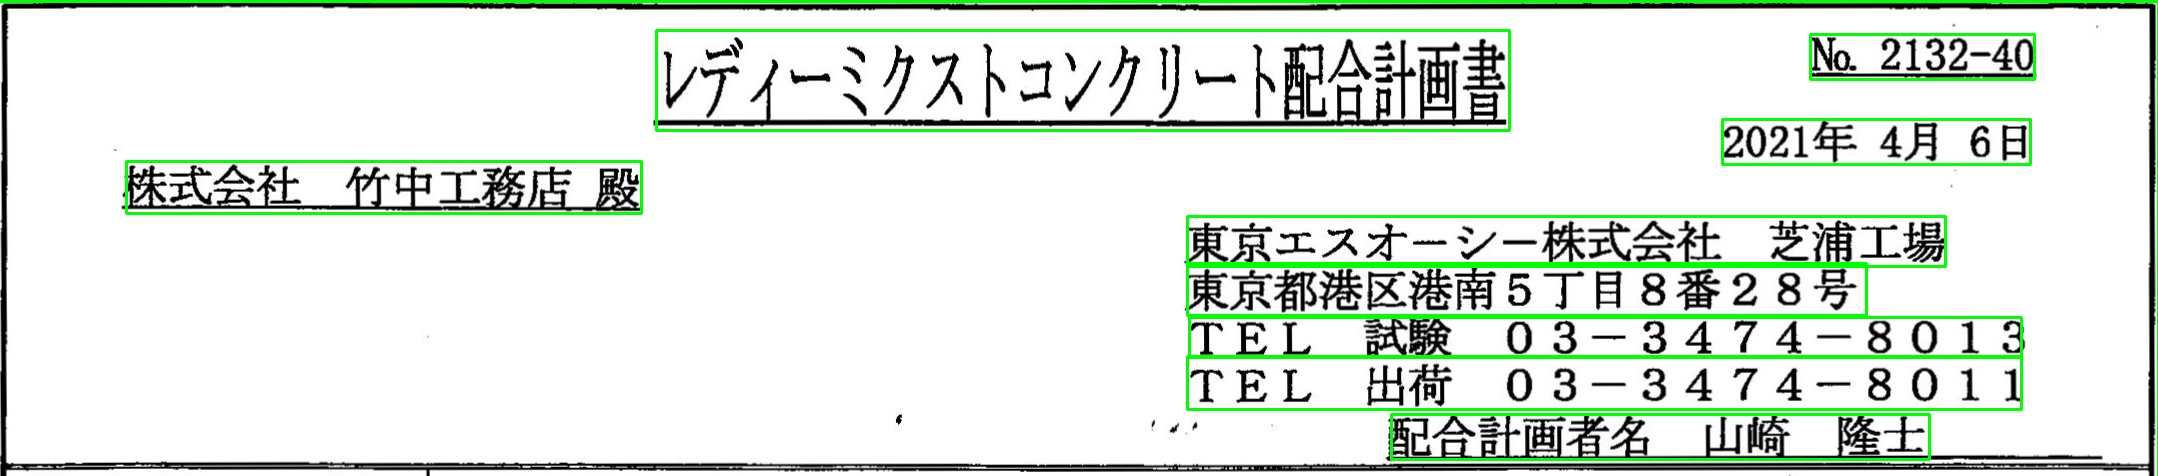 レディーミクストコンクリート配合計画書
No. 2132-40
2021年 4月 6日
株式会社　竹中工務店 殿
東京エスオーシー株式会社　芝浦工場
東京都港区港南５丁目８番２８号
ＴＥＬ　試験　０３－３４７４－８０１３
ＴＥＬ　出荷　０３－３４７４－８０１１
配合計画者名　山崎　隆士